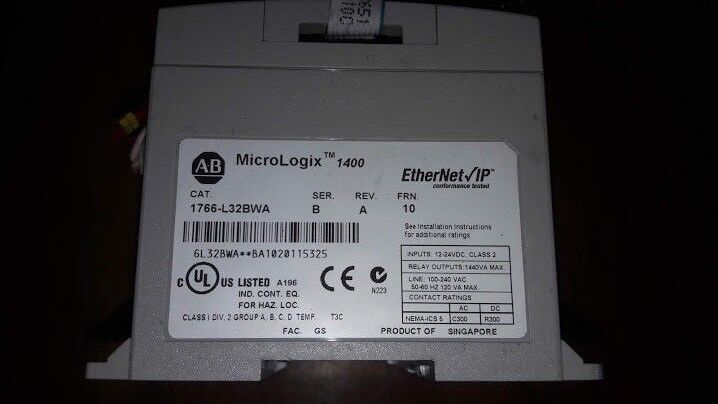 AB MicroLogix™ 1400
EtherNet/IP™
conformance tested
CAT. SER. REV. FRN.
1766-L32BWA B A 10
See Installation Instructions
for additional ratings
6L32BWA**BA1020115325
INPUTS: 12-24VDC, CLASS 2
RELAY OUTPUTS: 1440VA MAX.
LINE: 100-240 VAC
50-60 HZ 120 VA MAX.
CONTACT RATINGS
AC DC
NEMA-ICS 5 C300 R300
C UL US LISTED A196
IND. CONT. EQ.
FOR HAZ. LOC.
CE
N223
CLASS I DIV. 2 GROUP A, B, C, D TEMP. T3C
FAC. GS PRODUCT OF SINGAPORE